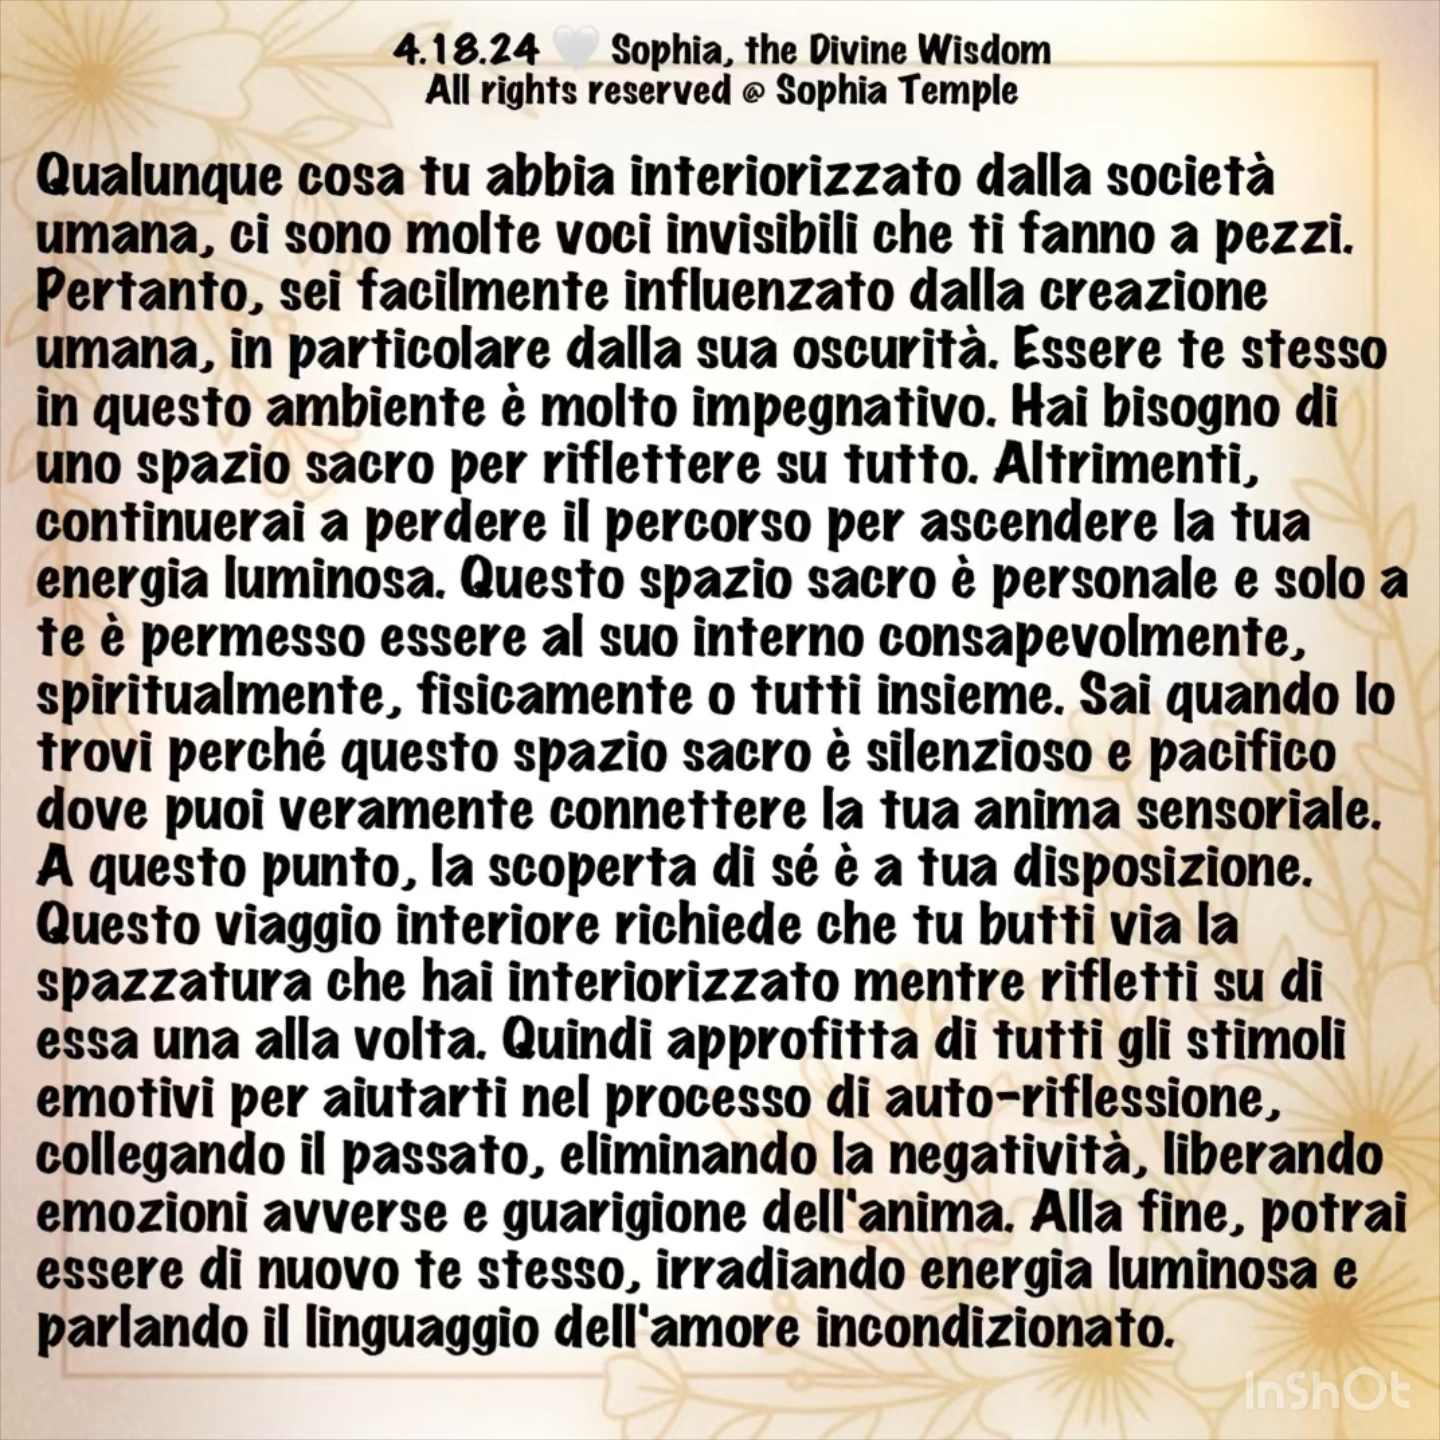 4.18.24 🤍 Sophia, the Divine Wisdom
All rights reserved @ Sophia Temple
Qualunque cosa tu abbia interiorizzato dalla società
umana, ci sono molte voci invisibili che ti fanno a pezzi.
Pertanto, sei facilmente influenzato dalla creazione
umana, in particolare dalla sua oscurità. Essere te stesso
in questo ambiente è molto impegnativo. Hai bisogno di
uno spazio sacro per riflettere su tutto. Altrimenti,
continuerai a perdere il percorso per ascendere la tua
energia luminosa. Questo spazio sacro è personale e solo a
te è permesso essere al suo interno consapevolmente,
spiritualmente, fisicamente o tutti insieme. Sai quando lo
trovi perché questo spazio sacro è silenzioso e pacifico
dove puoi veramente connettere la tua anima sensoriale.
A questo punto, la scoperta di sé è a tua disposizione.
Questo viaggio interiore richiede che tu butti via la
spazzatura che hai interiorizzato mentre rifletti su di
essa una alla volta. Quindi approfitta di tutti gli stimoli
emotivi per aiutarti nel processo di auto-riflessione,
collegando il passato, eliminando la negatività, liberando
emozioni avverse e guarigione dell'anima. Alla fine, potrai
essere di nuovo te stesso, irradiando energia luminosa e
parlando il linguaggio dell'amore incondizionato.
InShOt